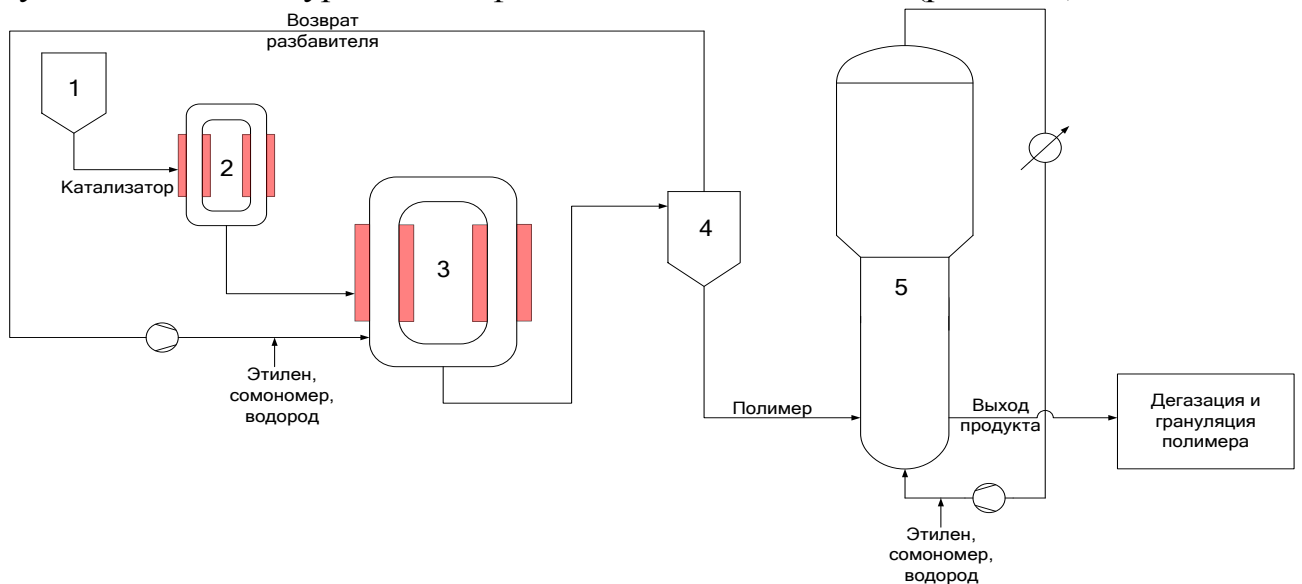 Возврат
разбавителя
1
2
Катализатор
3
4
5
Этилен,
сомономер,
водород
Полимер
Выход
продукта
Дегазация и
грануляция
полимера
Этилен,
сомономер,
водород